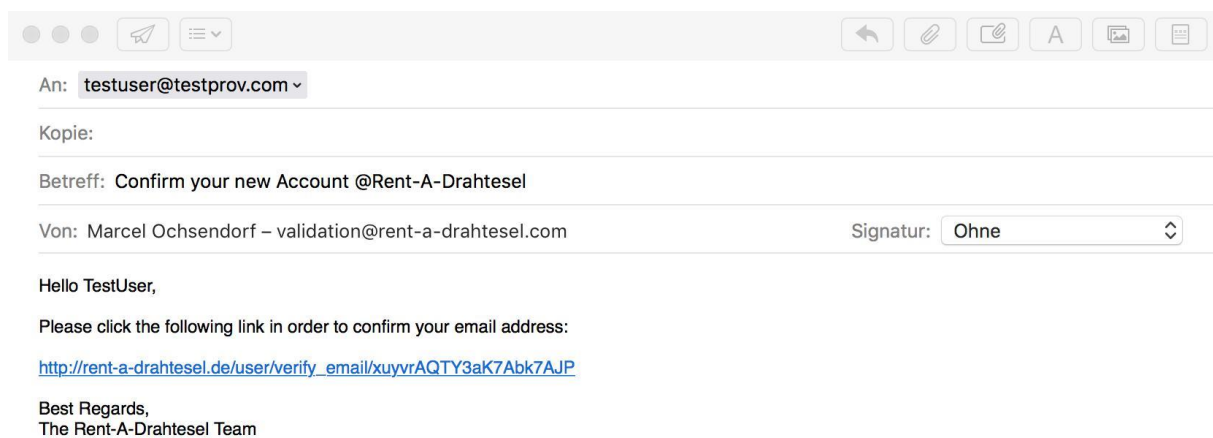 An: testuser@testprov.com
Kopie:
Betreff: Confirm your new Account @Rent-A-Drahtesel
Von: Marcel Ochsendorf – validation@rent-a-drahtesel.com Signatur: Ohne
Hello TestUser,
Please click the following link in order to confirm your email address:
http://rent-a-drahtesel.de/user/verify_email/xuyvrAQTY3aK7Abk7AJP
Best Regards,
The Rent-A-Drahtesel Team